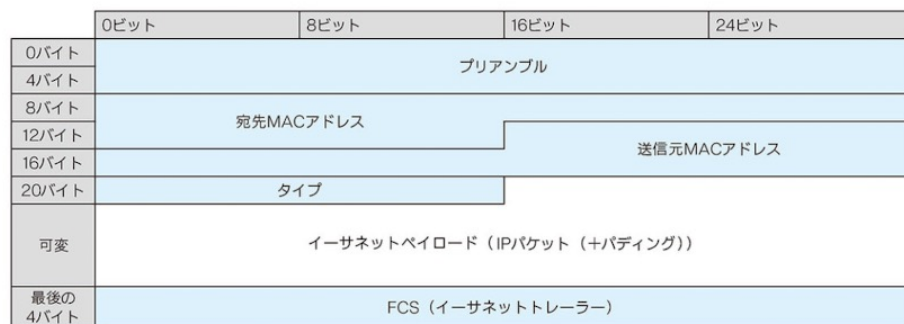 0ビット 8ビット 16ビット 24ビット
0バイト
プリアンブル
4バイト
8バイト
宛先MACアドレス
12バイト
送信元MACアドレス
16バイト
20バイト タイプ
可変 イーサネットペイロード（IPパケット（＋パディング））
最後の
4バイト
FCS（イーサネットトレーラー）